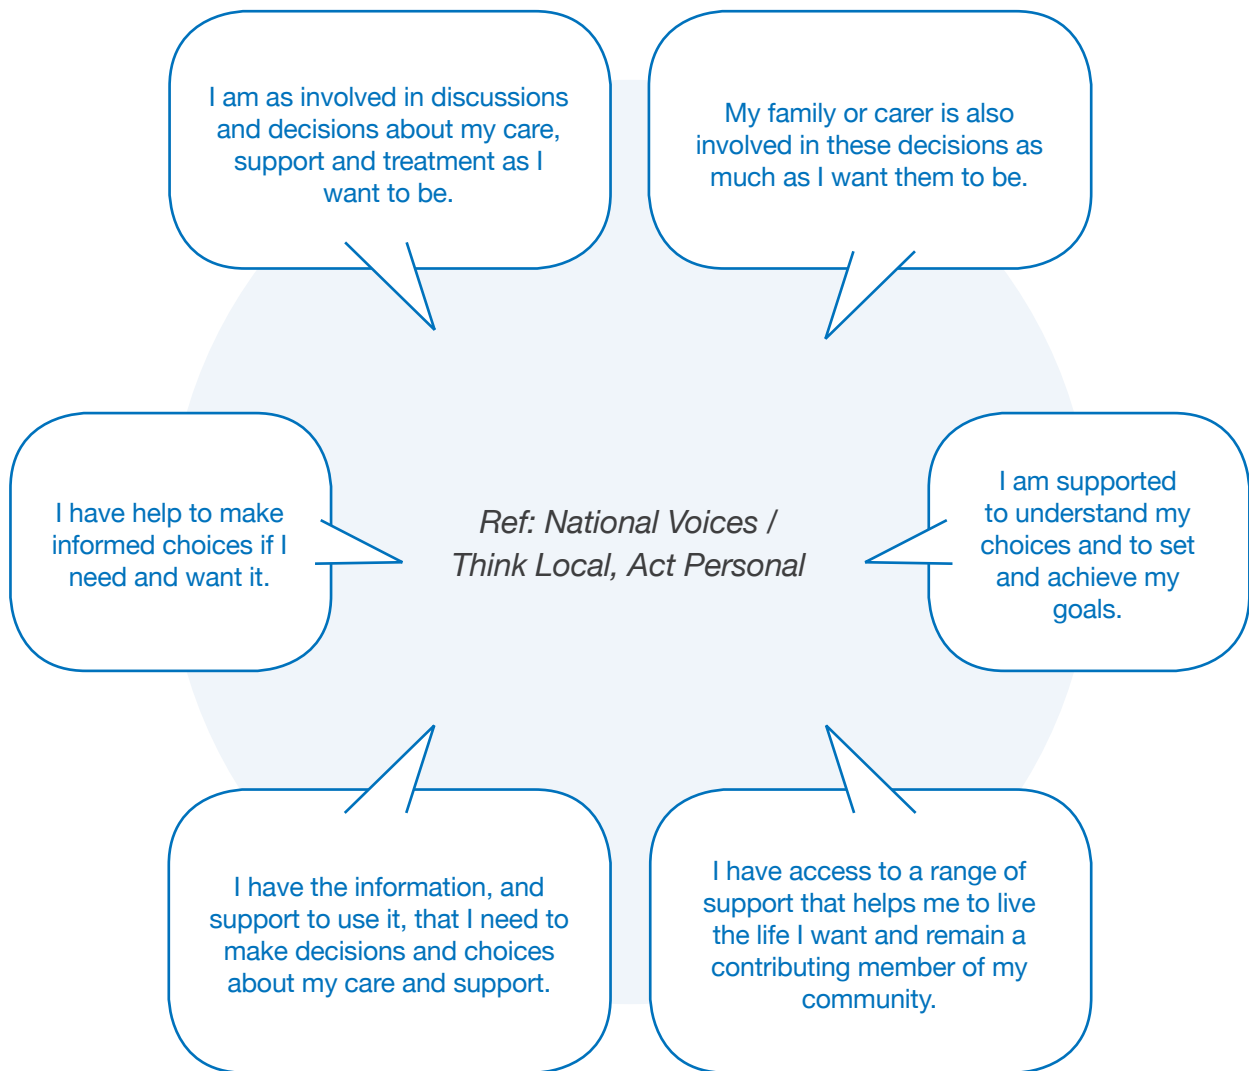 I am as involved in discussions
and decisions about my care,
support and treatment as I
want to be.
My family or carer is also
involved in these decisions as
much as I want them to be.
I have help to make
informed choices if I
need and want it.
Ref: National Voices /
Think Local, Act Personal
I am supported
to understand my
choices and to set
and achieve my
goals.
I have the information, and
support to use it, that I need to
make decisions and choices
about my care and support.
I have access to a range of
support that helps me to live
the life I want and remain a
contributing member of my
community.